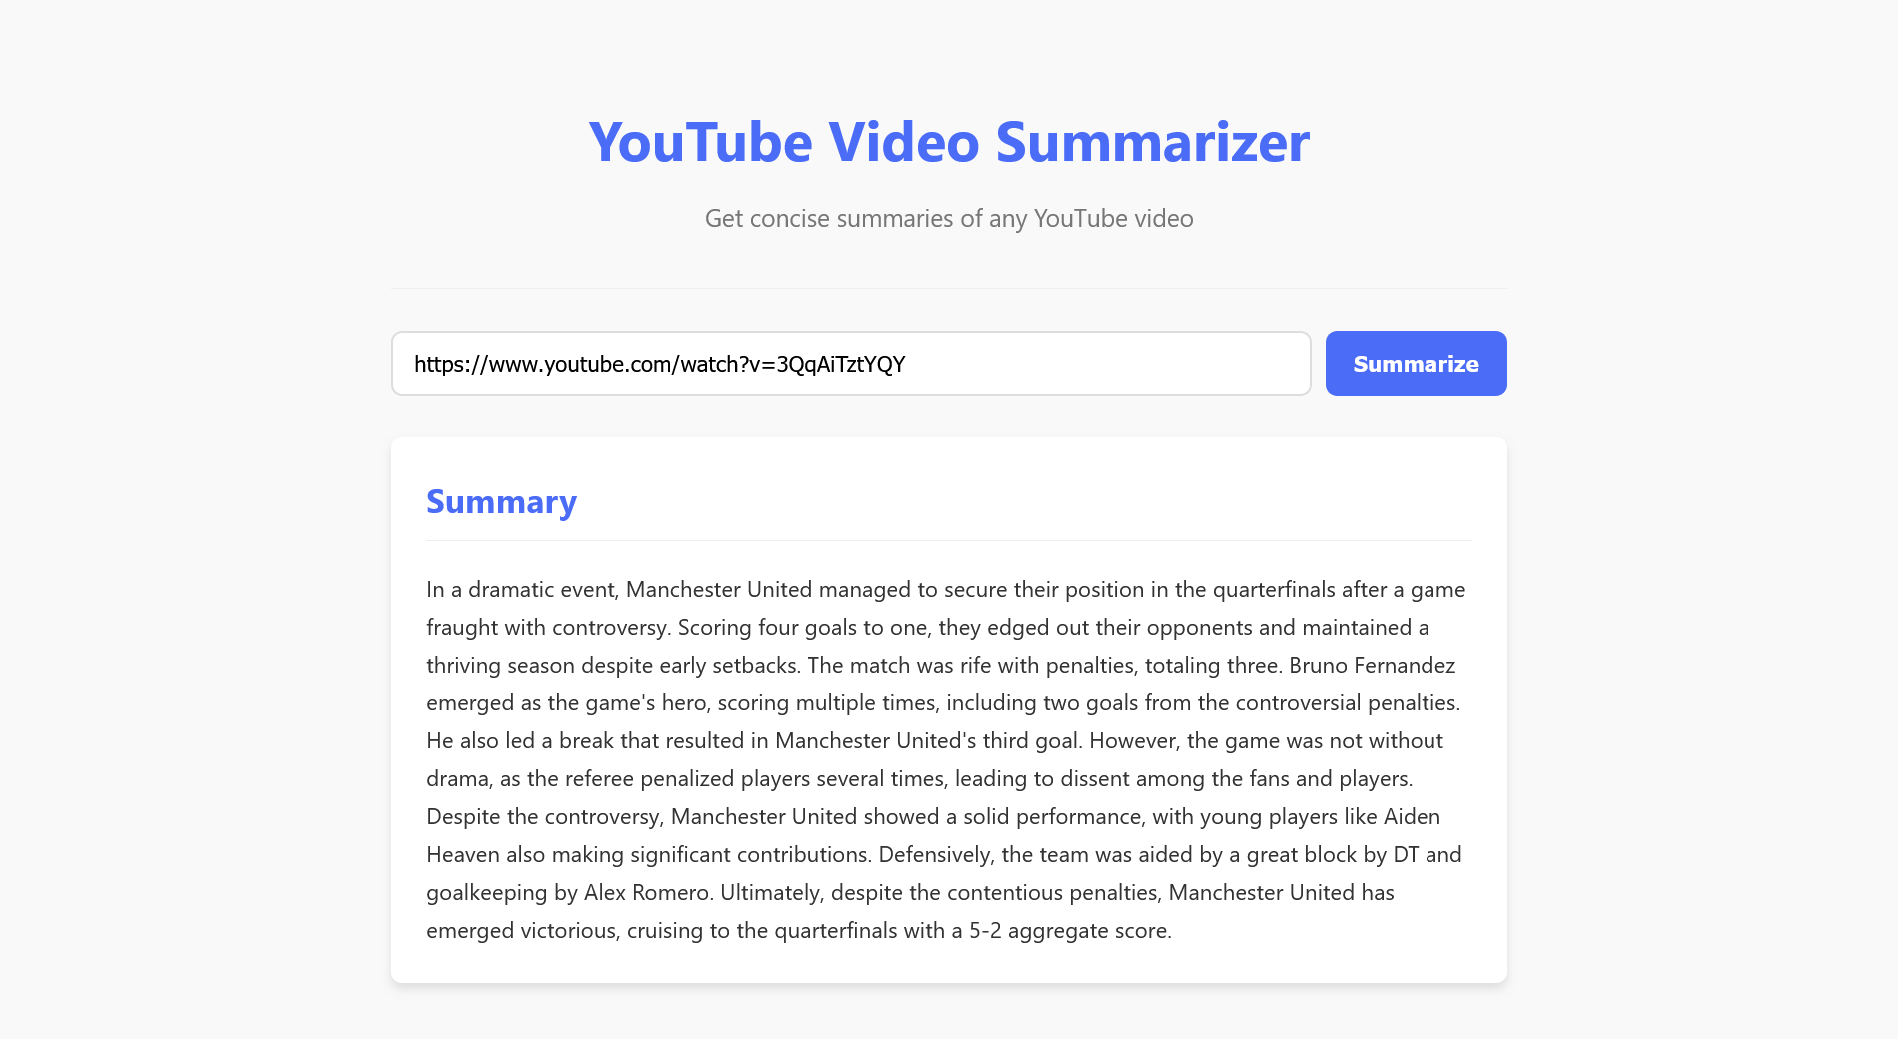 YouTube Video Summarizer
Get concise summaries of any YouTube video
https://www.youtube.com/watch?v=3QqAiTztYQY
Summarize
Summary
In a dramatic event, Manchester United managed to secure their position in the quarterfinals after a game
fraught with controversy. Scoring four goals to one, they edged out their opponents and maintained a
thriving season despite early setbacks. The match was rife with penalties, totaling three. Bruno Fernandez
emerged as the game's hero, scoring multiple times, including two goals from the controversial penalties.
He also led a break that resulted in Manchester United's third goal. However, the game was not without
drama, as the referee penalized players several times, leading to dissent among the fans and players.
Despite the controversy, Manchester United showed a solid performance, with young players like Aiden
Heaven also making significant contributions. Defensively, the team was aided by a great block by DT and
goalkeeping by Alex Romero. Ultimately, despite the contentious penalties, Manchester United has
emerged victorious, cruising to the quarterfinals with a 5-2 aggregate score.